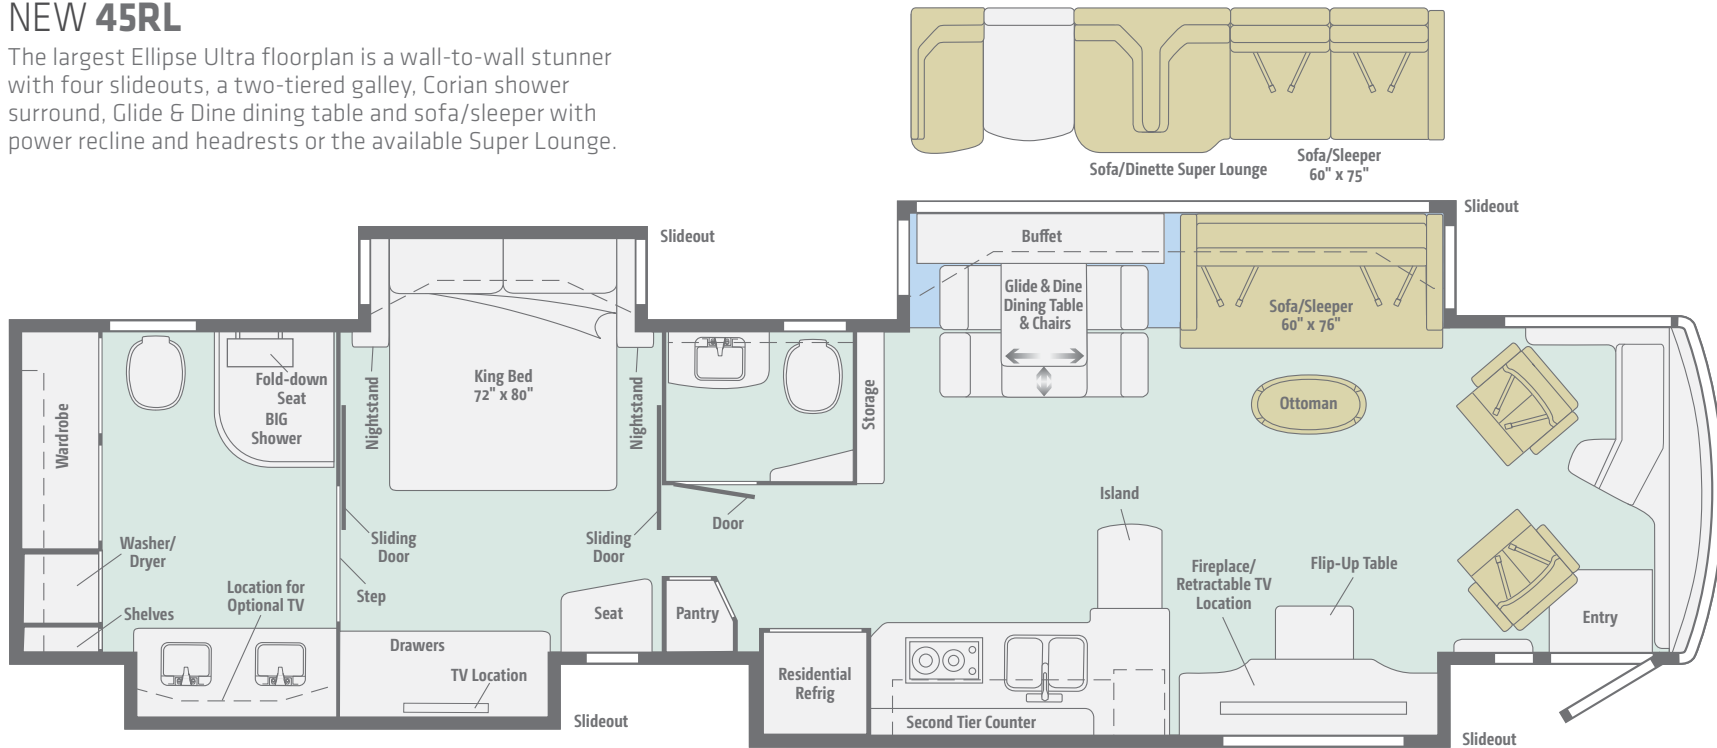 NEW 45RL
The largest Ellipse Ultra floorplan is a wall-to-wall stunner
with four slideouts, a two-tiered galley, Corian shower
surround, Glide & Dine dining table and sofa/sleeper with
power recline and headrests or the available Super Lounge.
Sofa/Dinette Super Lounge
Sofa/Sleeper
60" x 75"
Slideout
Slideout
Buffet
Glide & Dine
Dining Table
& Chairs
Sofa/Sleeper
60" x 76"
Fold-down
Seat
BIG
Shower
King Bed
72" x 80"
Nightstand
Nightstand
Wardrobe
Storage
Ottoman
Island
Door
Sliding
Door
Sliding
Door
Washer/
Dryer
Location for
Optional TV
Step
Shelves
Seat
Pantry
Fireplace/
Retractable TV
Location
Flip-Up Table
Entry
Drawers
TV Location
Residential
Refrig
Second Tier Counter
Slideout
Slideout